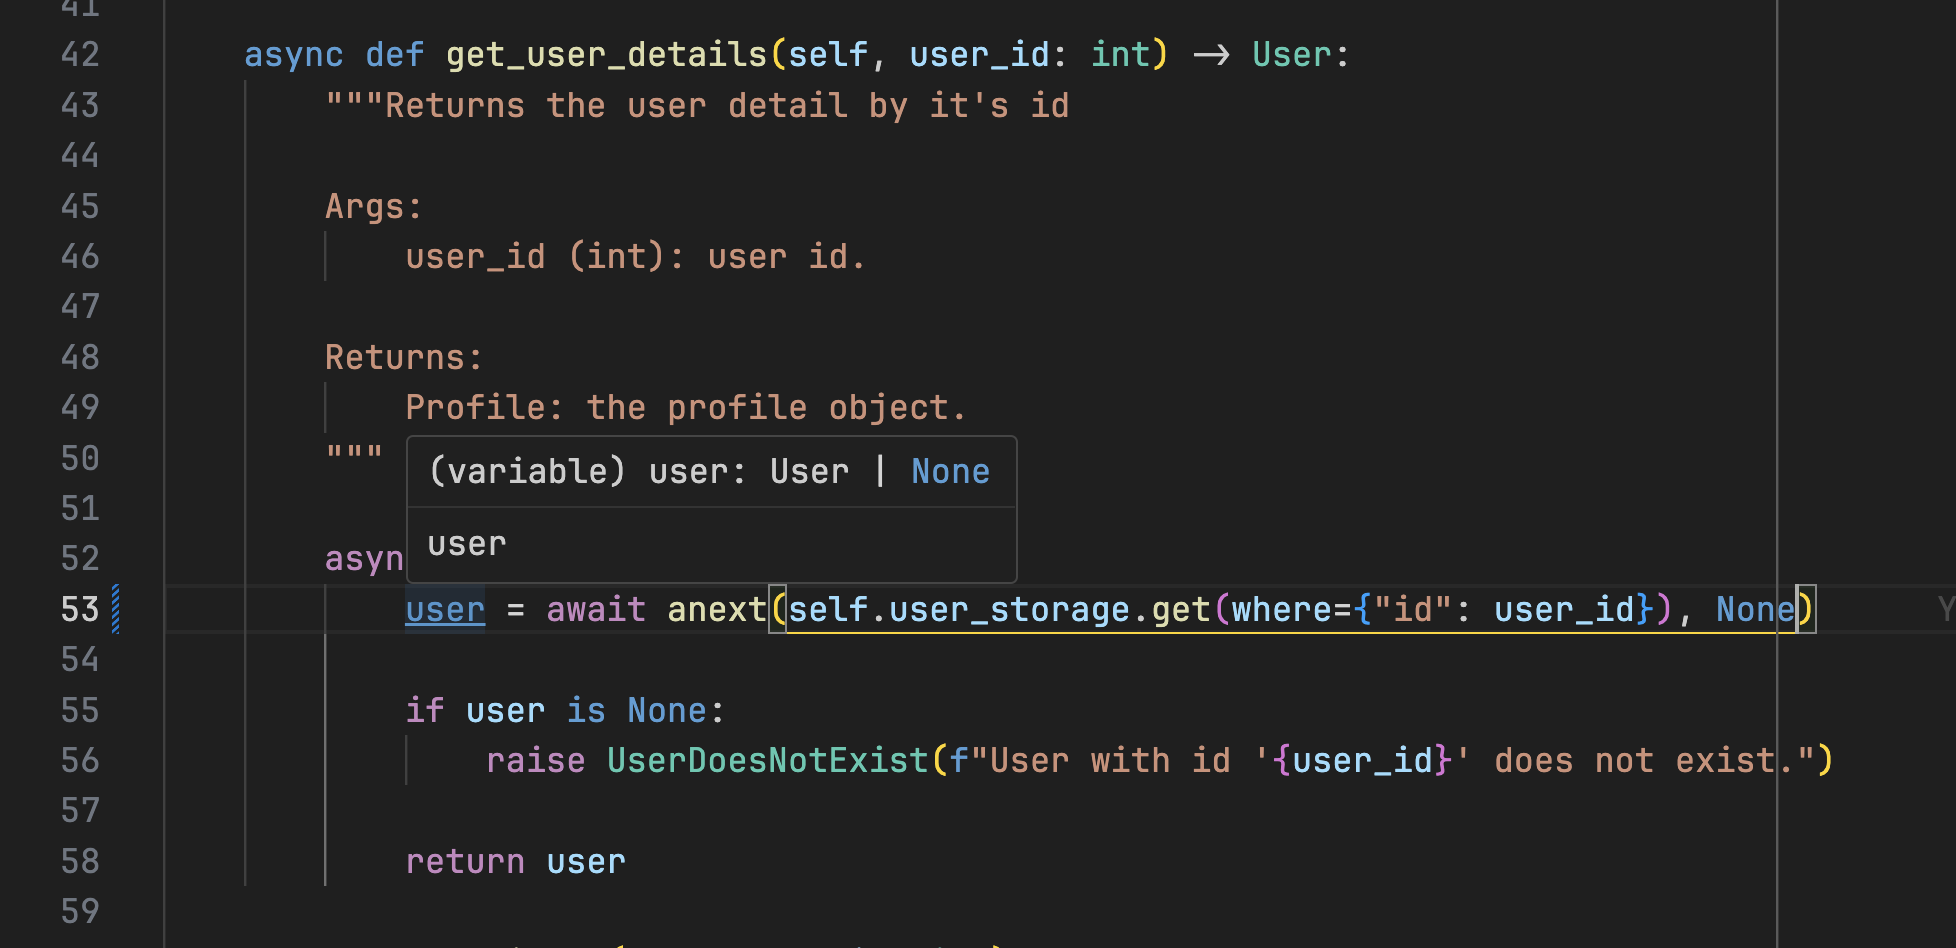 41
42 async def get_user_details(self, user_id: int) → User:
43 """Returns the user detail by it's id
44
45 Args:
46 user_id (int): user id.
47
48 Returns:
49 Profile: the profile object.
50 """
(variable) user: User | None
51
user
52 asyn
53 user = await anext(self.user_storage.get(where={"id": user_id}), None) Y
54
55 if user is None:
56 raise UserDoesNotExist(f"User with id '{user_id}' does not exist.")
57
58 return user
59